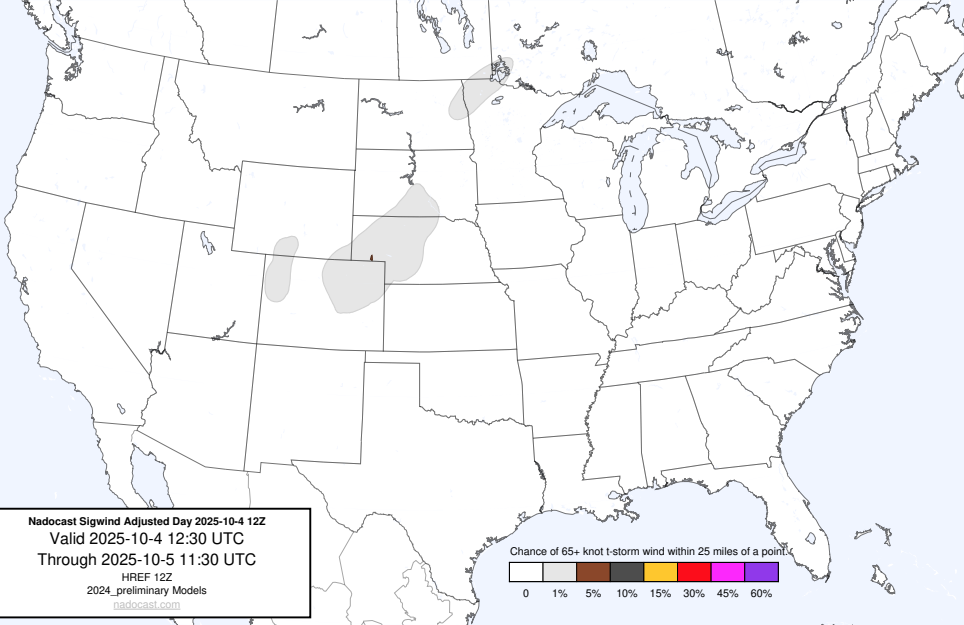 Nadocast Sigwind Adjusted Day 2025-10-4 12Z
Valid 2025-10-4 12:30 UTC
Through 2025-10-5 11:30 UTC
HREF 12Z
2024_preliminary Models
nadocast.com
Chance of 65+ knot t-storm wind within 25 miles of a point.
0 1% 5% 10% 15% 30% 45% 60%